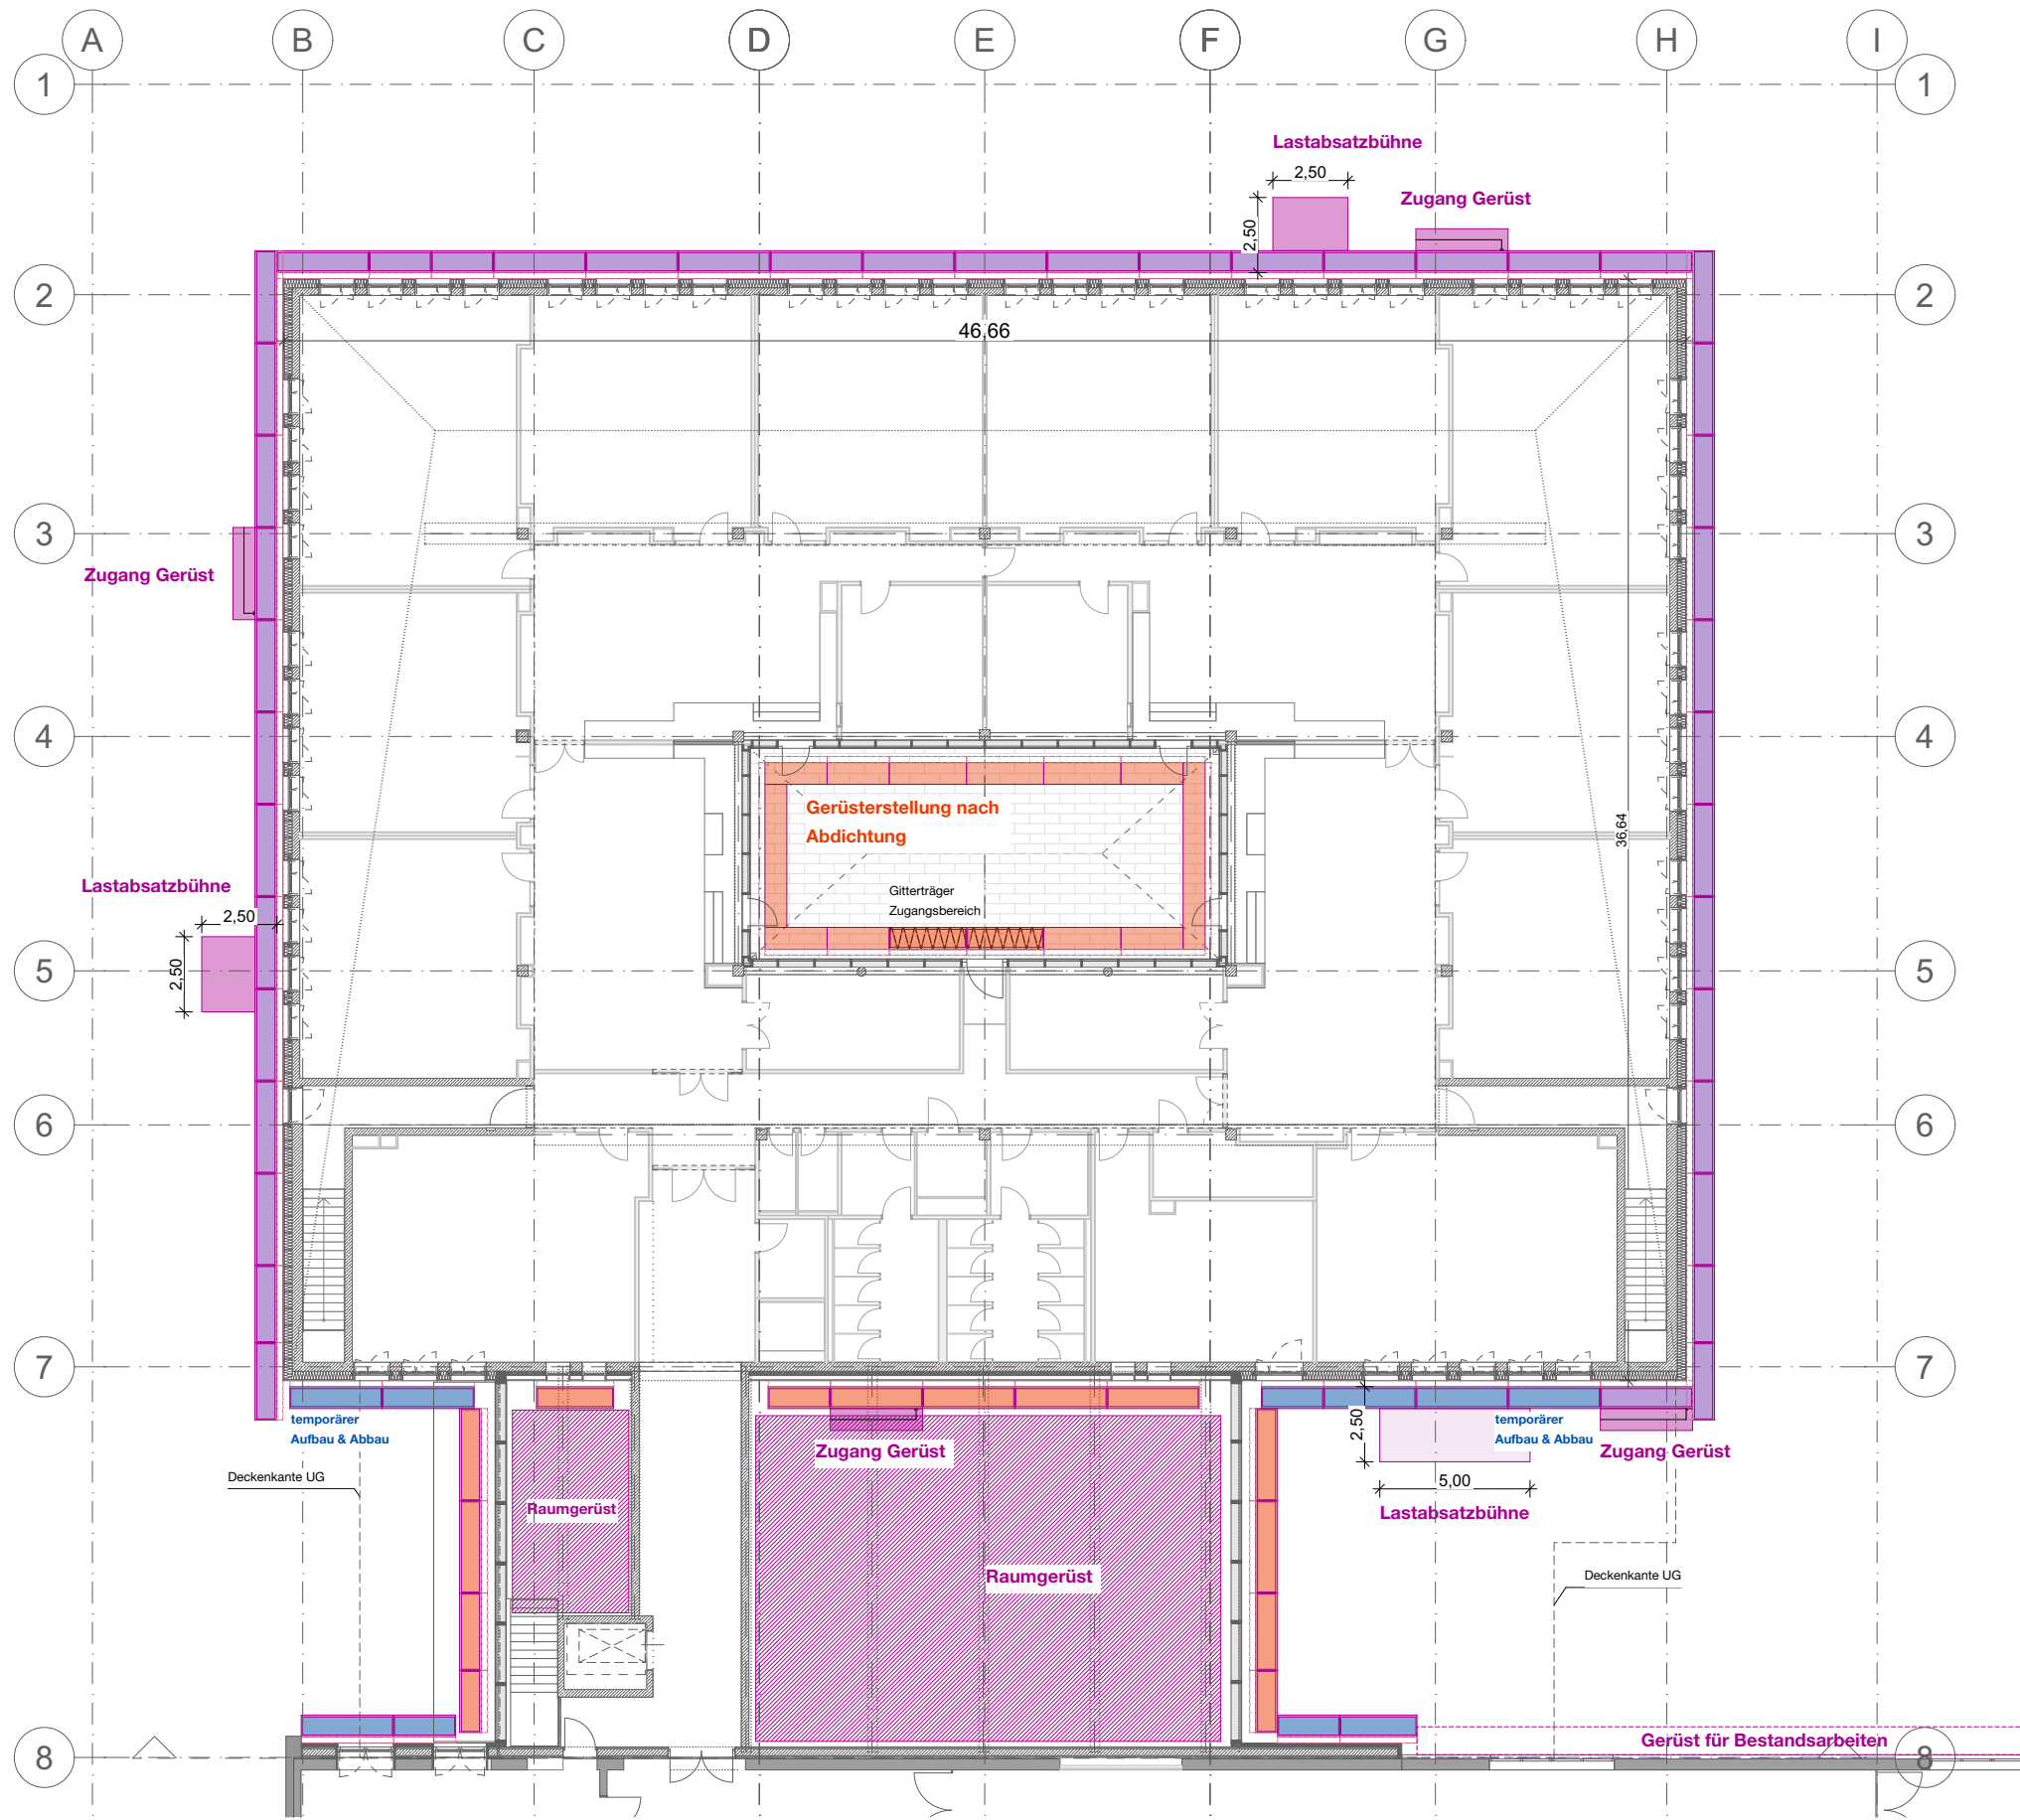 A B C D E F G H I
1 1
Lastabsatzbühne
2,50
Zugang Gerüst
2,50
2 2
46,66
3 3
Zugang Gerüst
4 4
Gerüsterstellung nach
Abdichtung
36,64
Gitterträger
Zugangsbereich
Lastabsatzbühne
2,50
2,50
5 5
6 6
7 7
temporärer
Aufbau & Abbau
2,50
temporärer
Aufbau & Abbau
Zugang Gerüst
Zugang Gerüst
Deckenkante UG
5,00
Raumgerüst
Lastabsatzbühne
Raumgerüst
Deckenkante UG
Gerüst für Bestandsarbeiten
8 8